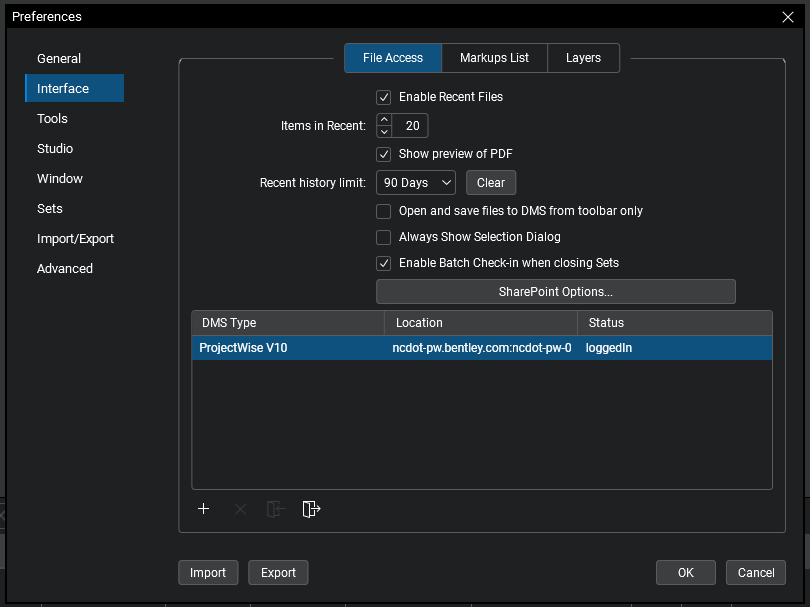 Preferences
General
Interface
Tools
Studio
Window
Sets
Import/Export
Advanced
File Access
Markups List
Layers
Enable Recent Files
Items in Recent: 20
Show preview of PDF
Recent history limit: 90 Days Clear
Open and save files to DMS from toolbar only
Always Show Selection Dialog
Enable Batch Check-in when closing Sets
SharePoint Options...
DMS Type Location Status
ProjectWise V10 ncdot-pw.bentley.com:ncdot-pw-0 loggedIn
Import Export OK Cancel